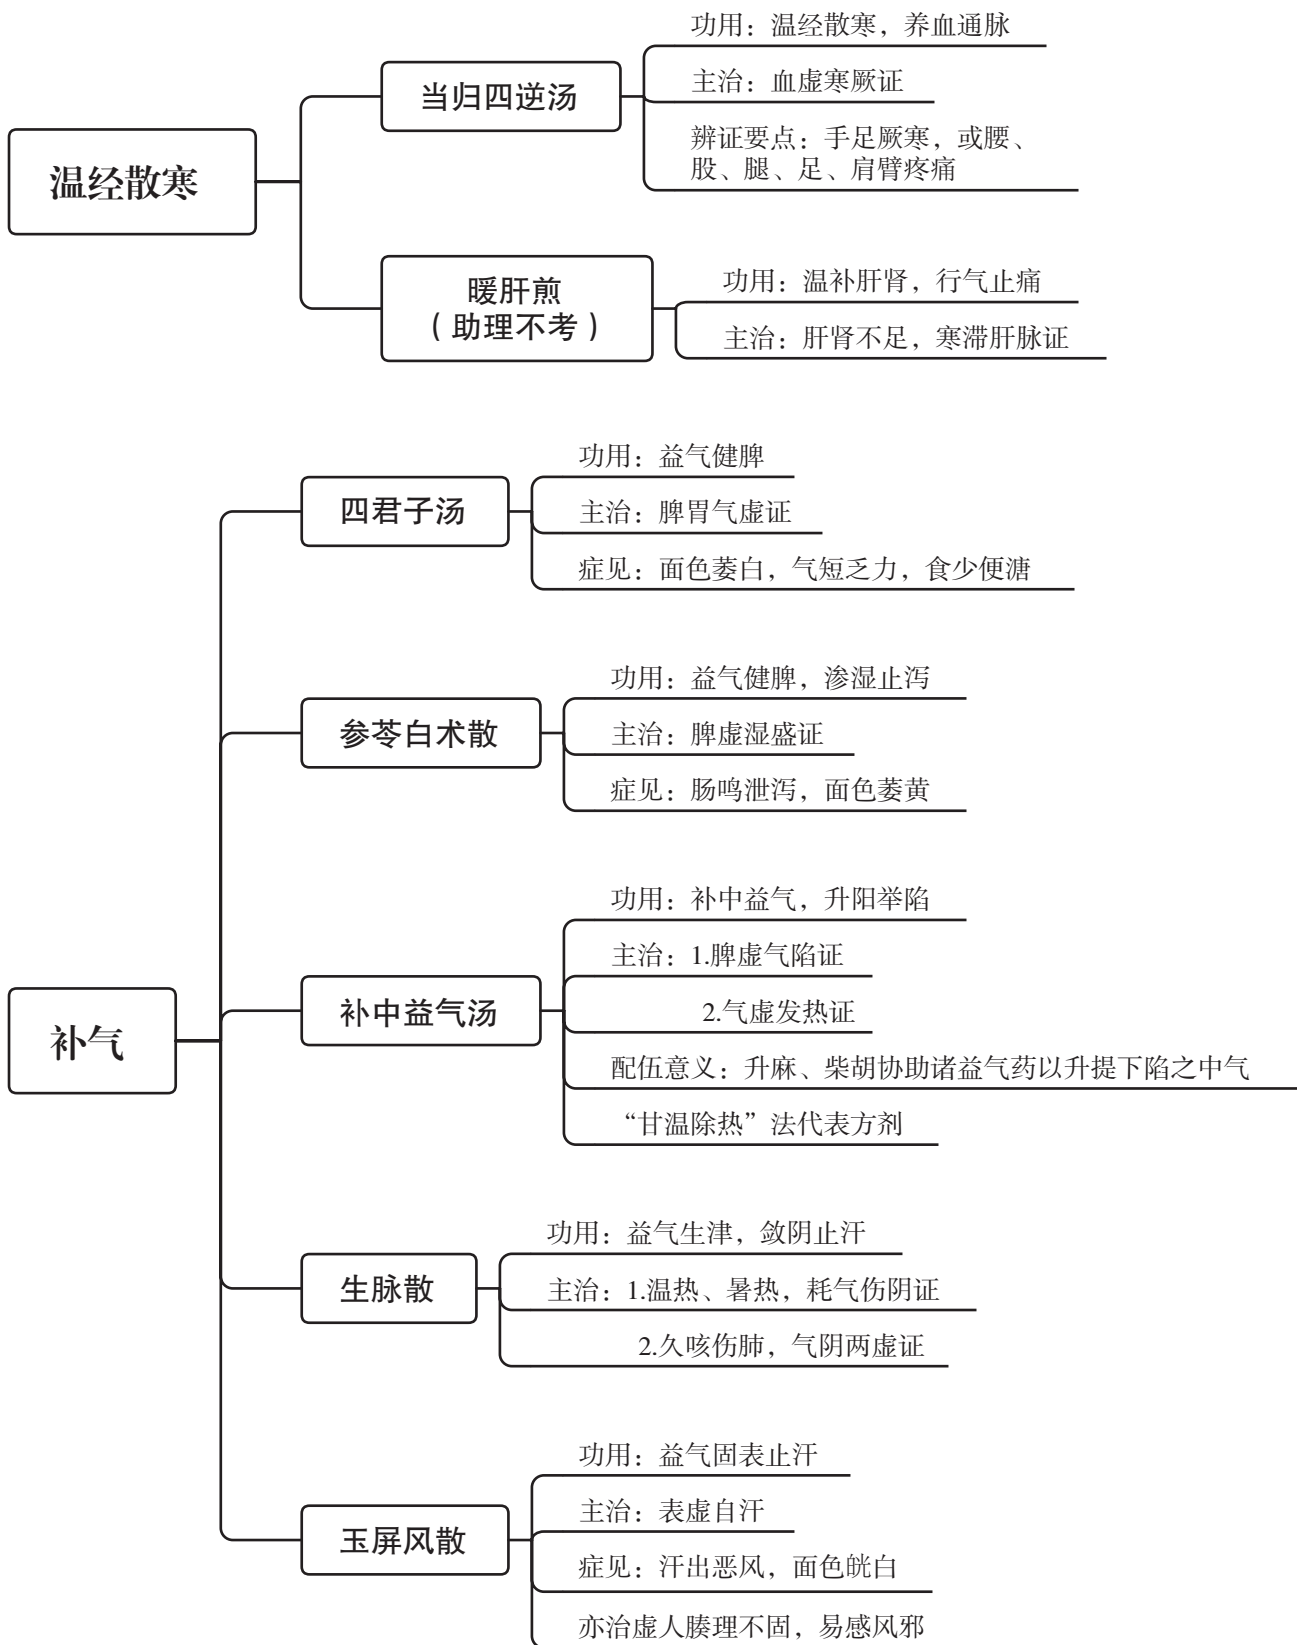 温经散寒
当归四逆汤
功用：温经散寒，养血通脉
主治：血虚寒厥证
辨证要点：手足厥寒，或腰、
股、腿、足、肩臂疼痛
暖肝煎
（助理不考）
功用：温补肝肾，行气止痛
主治：肝肾不足，寒滞肝脉证
补气
四君子汤
功用：益气健脾
主治：脾胃气虚证
症见：面色萎白，气短乏力，食少便溏
参苓白术散
功用：益气健脾，渗湿止泻
主治：脾虚湿盛证
症见：肠鸣泄泻，面色萎黄
补中益气汤
功用：补中益气，升阳举陷
主治：1.脾虚气陷证
2.气虚发热证
配伍意义：升麻、柴胡协助诸益气药以升提下陷之中气
“甘温除热”法代表方剂
生脉散
功用：益气生津，敛阴止汗
主治：1.温热、暑热，耗气伤阴证
2.久咳伤肺，气阴两虚证
玉屏风散
功用：益气固表止汗
主治：表虚自汗
症见：汗出恶风，面色㿠白
亦治虚人腠理不固，易感风邪